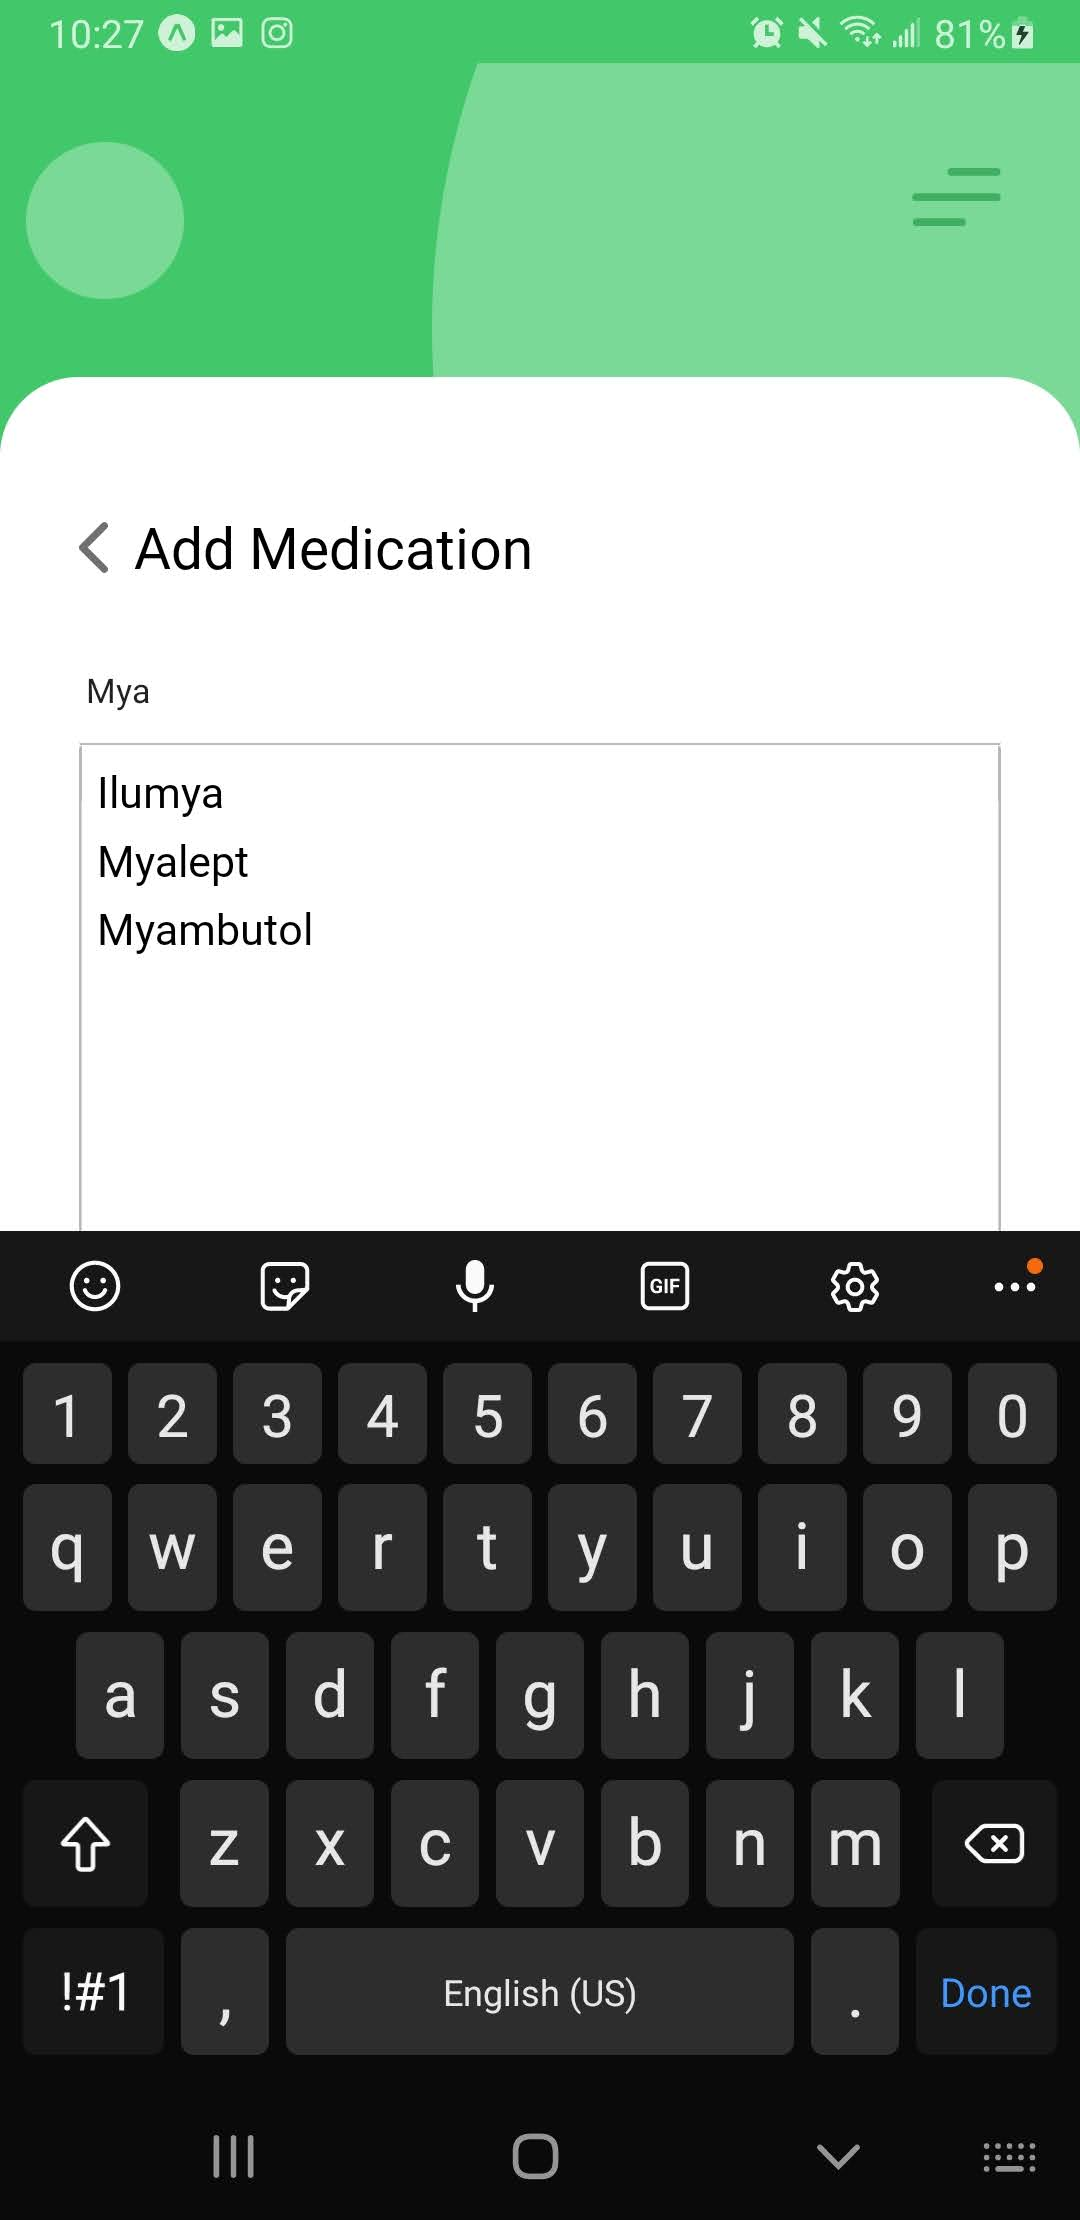 10:27 81%
Add Medication
Mya
Ilumya
Myalept
Myambutol
GIF
1 2 3 4 5 6 7 8 9 0
q w e r t y u i o p
a s d f g h j k l
z x c v b n m
!#1 , English (US) . Done